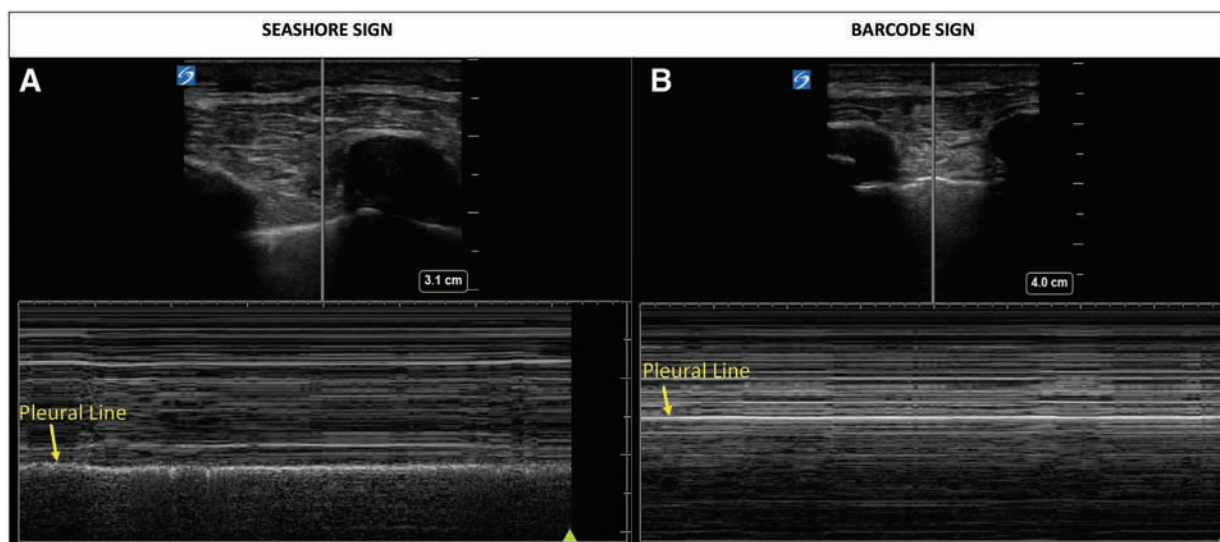 SEASHORE SIGN
BARCODE SIGN
A
B
3.1 cm
4.0 cm
Pleural Line
Pleural Line